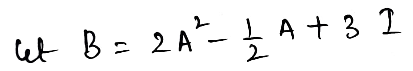 let B = 2A² - 1/2 A + 3 I